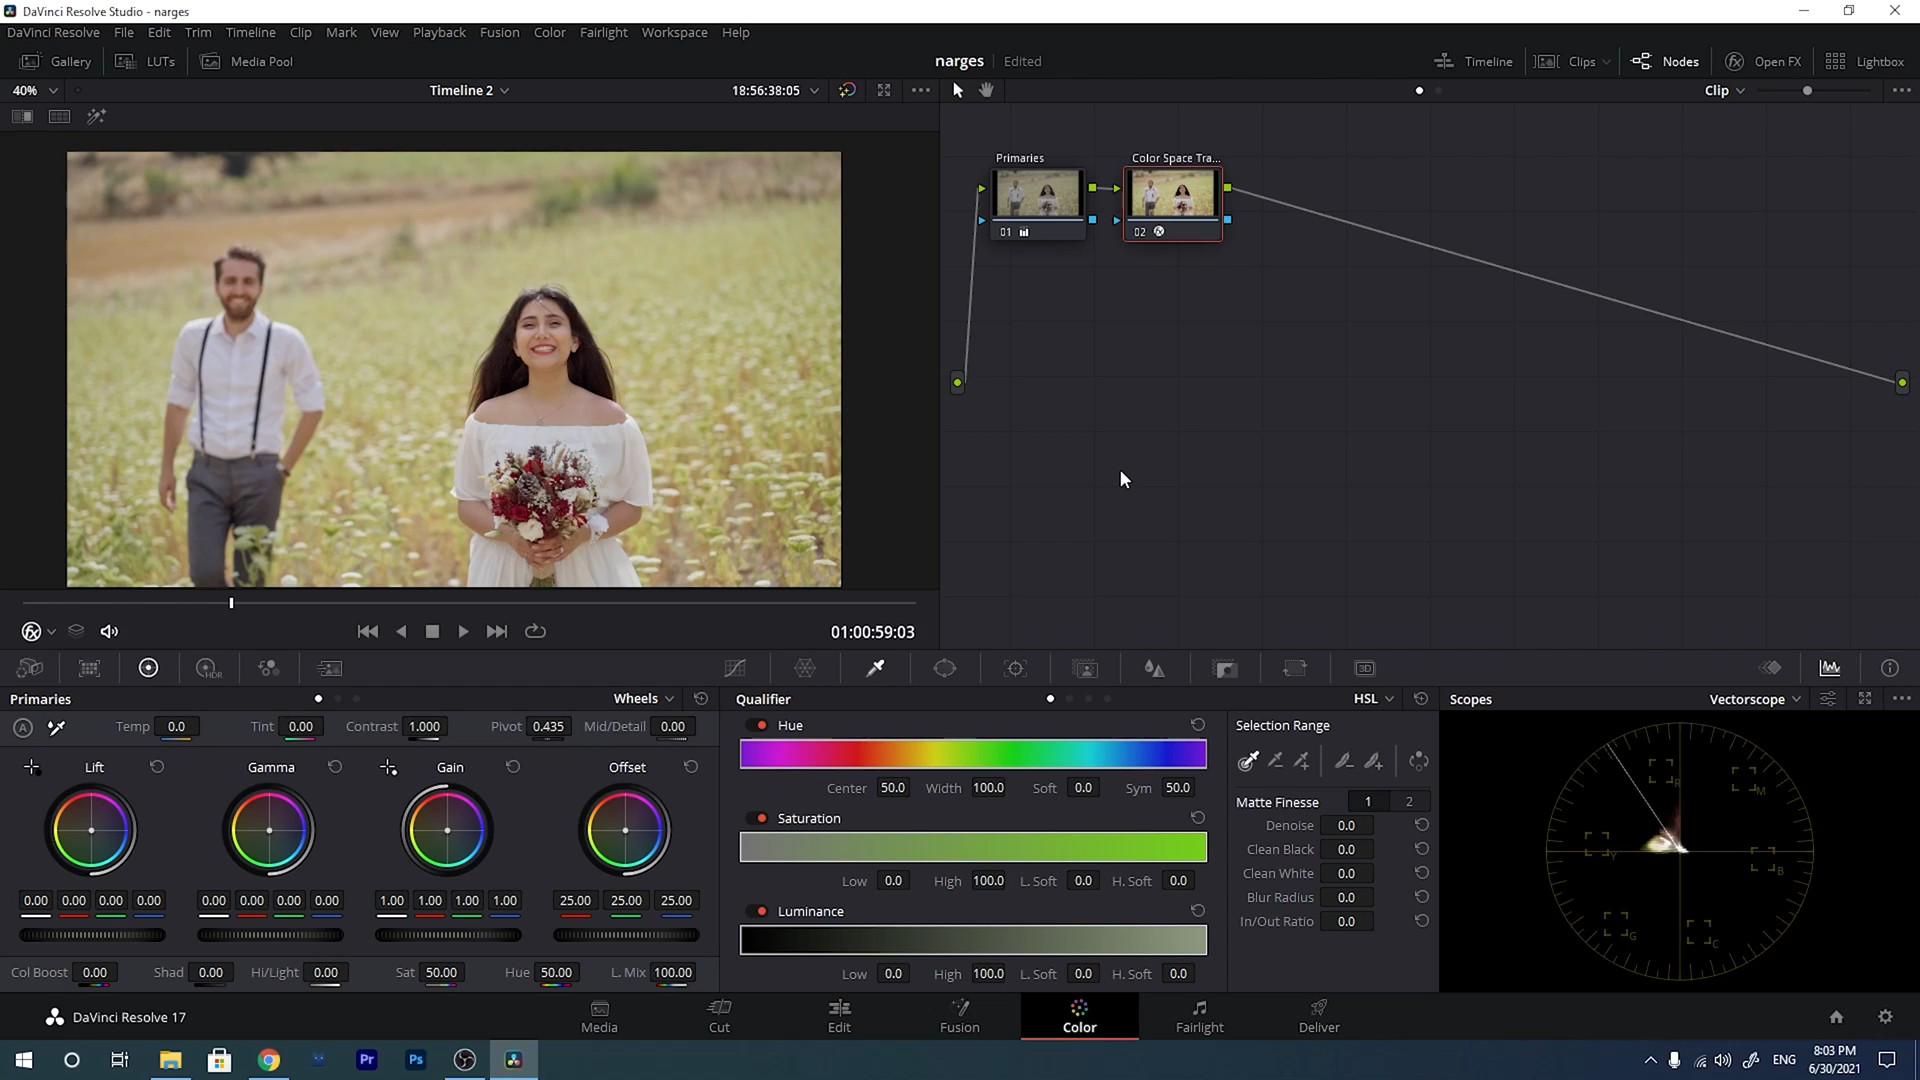 DaVinci Resolve Studio - narges
DaVinci Resolve File Edit Trim Timeline Clip Mark View Playback Fusion Color Fairlight Workspace Help
Gallery LUTs Media Pool narges Edited Timeline Clips Nodes Open FX Lightbox
40% Timeline 2 18:56:38:05 Clip
Primaries Color Space Tra...
01 02
01:00:59:03
HDR 3D
Primaries Wheels Qualifier HSL Scopes Vectorscope
A Temp 0.0 Tint 0.00 Contrast 1.000 Pivot 0.435 Mid/Detail 0.00
Lift Gamma Gain Offset
0.00 0.00 0.00 0.00 0.00 0.00 0.00 0.00 1.00 1.00 1.00 1.00 25.00 25.00 25.00
Col Boost 0.00 Shad 0.00 Hi/Light 0.00 Sat 50.00 Hue 50.00 L. Mix 100.00
Hue
Center 50.0 Width 100.0 Soft 0.0 Sym 50.0
Saturation
Low 0.0 High 100.0 L. Soft 0.0 H. Soft 0.0
Luminance
Low 0.0 High 100.0 L. Soft 0.0 H. Soft 0.0
Selection Range
Matte Finesse 1 2
Denoise 0.0
Clean Black 0.0
Clean White 0.0
Blur Radius 0.0
In/Out Ratio 0.0
R M
Y B
G C
DaVinci Resolve 17 Media Cut Edit Fusion Color Fairlight Deliver
Pr Ps ENG 8:03 PM
6/30/2021